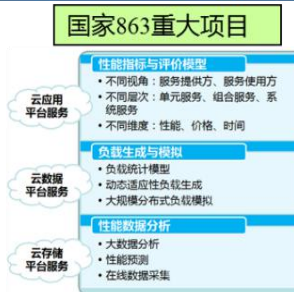 国家863重大项目
性能指标与评价模型
• 不同视角：服务提供方、服务使用方
• 不同层次：单元服务、组合服务、系
统服务
• 不同维度：性能、价格、时间
云应用
平台服务
负载生成与模拟
• 负载统计模型
• 动态适应性负载生成
• 大规模分布式负载模拟
云数据
平台服务
性能数据分析
• 大数据分析
• 性能预测
• 在线数据采集
云存储
平台服务